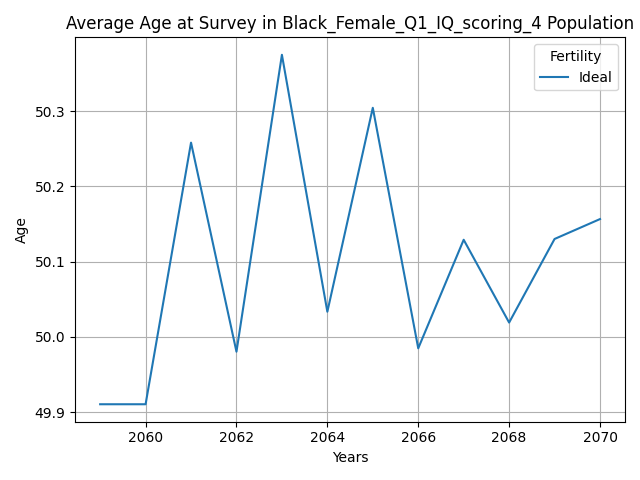 Average Age at Survey in Black_Female_Q1_IQ_scoring_4 Population
Fertility
Ideal
50.3
50.2
50.1
50.0
49.9
Age
2060 2062 2064 2066 2068 2070
Years